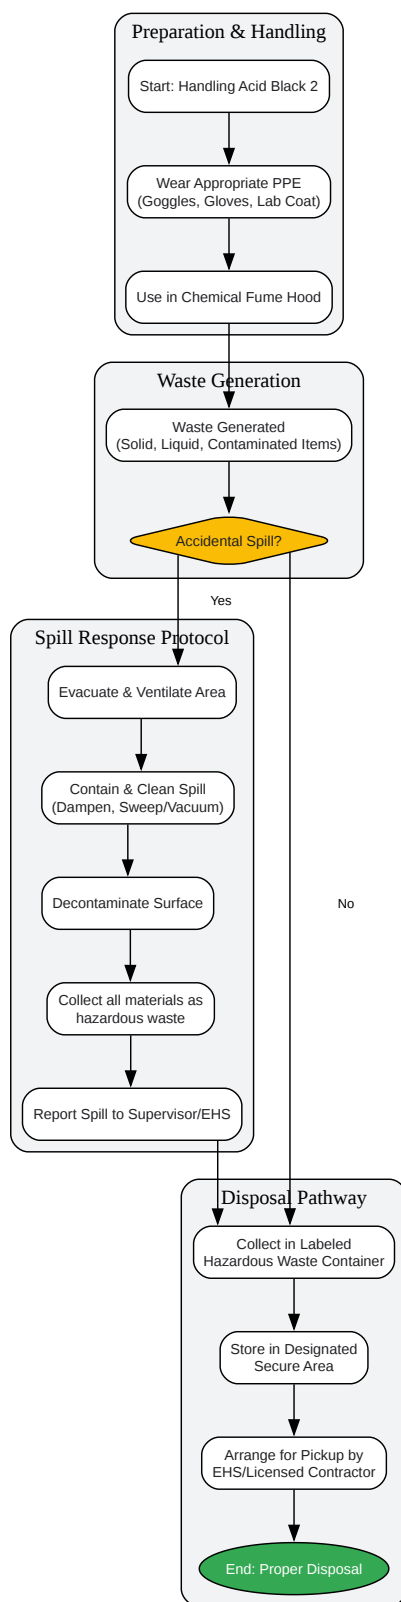 Preparation & Handling
Start: Handling Acid Black 2
Wear Appropriate PPE
(Goggles, Gloves, Lab Coat)
Use in Chemical Fume Hood
Waste Generation
Waste Generated
(Solid, Liquid, Contaminated Items)
Accidental Spill?
Yes
Spill Response Protocol
Evacuate & Ventilate Area
Contain & Clean Spill
(Dampen, Sweep/Vacuum)
Decontaminate Surface
No
Collect all materials as
hazardous waste
Report Spill to Supervisor/EHS
Disposal Pathway
Collect in Labeled
Hazardous Waste Container
Store in Designated
Secure Area
Arrange for Pickup by
EHS/Licensed Contractor
End: Proper Disposal